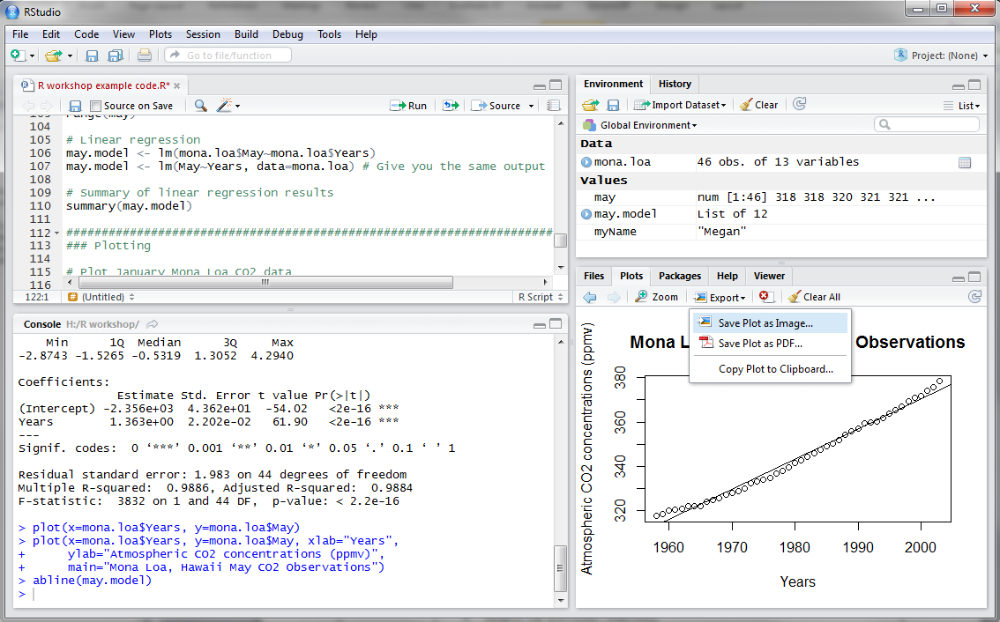 RStudio
File Edit Code View Plots Session Build Debug Tools Help
Go to file/function
Project: (None)
R workshop example code.R*
Source on Save
Run
Source
104
105 # Linear regression
106 may.model <- lm(mona.loa$May~mona.loa$Years)
107 may.model <- lm(May~Years, data=mona.loa) # Give you the same output
108
109 # Summary of linear regression results
110 summary(may.model)
111
112 ######################################################################
113 ### Plotting
114
115 # Plot January Mona Loa CO2 data
116
122:1 # (Untitled) R Script
Console H:/R workshop/
Min 1Q Median 3Q Max
-2.8743 -1.5265 -0.5319 1.3052 4.2940
Coefficients:
Estimate Std. Error t value Pr(>|t|)
(Intercept) -2.356e+03 4.362e+01 -54.02 <2e-16 ***
Years 1.363e+00 2.202e-02 61.90 <2e-16 ***
---
Signif. codes: 0 ‘***’ 0.001 ‘**’ 0.01 ‘*’ 0.05 ‘.’ 0.1 ‘ ’ 1
Residual standard error: 1.983 on 44 degrees of freedom
Multiple R-squared: 0.9886, Adjusted R-squared: 0.9884
F-statistic: 3832 on 1 and 44 DF, p-value: < 2.2e-16
> plot(x=mona.loa$Years, y=mona.loa$May)
> plot(x=mona.loa$Years, y=mona.loa$May, xlab="Years",
+ ylab="Atmospheric CO2 concentrations (ppmv)",
+ main="Mona Loa, Hawaii May CO2 Observations")
> abline(may.model)
>
Environment History
Import Dataset Clear List
Global Environment
Data
mona.loa 46 obs. of 13 variables
Values
may num [1:46] 318 318 320 321 321 ...
may.model List of 12
myName "Megan"
Files Plots Packages Help Viewer
Zoom Export Clear All
Save Plot as Image...
Save Plot as PDF...
Copy Plot to Clipboard...
Mona L Observations
Atmospheric CO2 concentrations (ppmv)
380
360
340
320
1960 1970 1980 1990 2000
Years